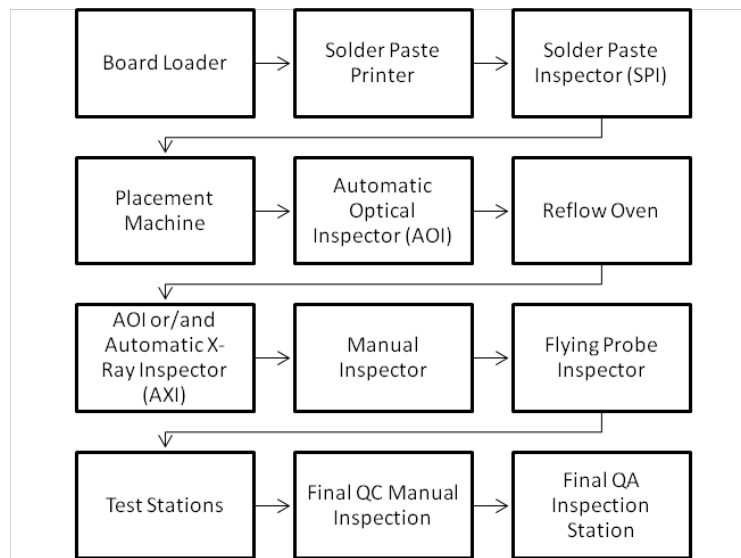 Board Loader
Solder Paste
Printer
Solder Paste
Inspector (SPI)
Placement
Machine
Automatic
Optical
Inspector (AOI)
Reflow Oven
AOI or/and
Automatic X-
Ray Inspector
(AXI)
Manual
Inspector
Flying Probe
Inspector
Test Stations
Final QC Manual
Inspection
Final QA
Inspection
Station